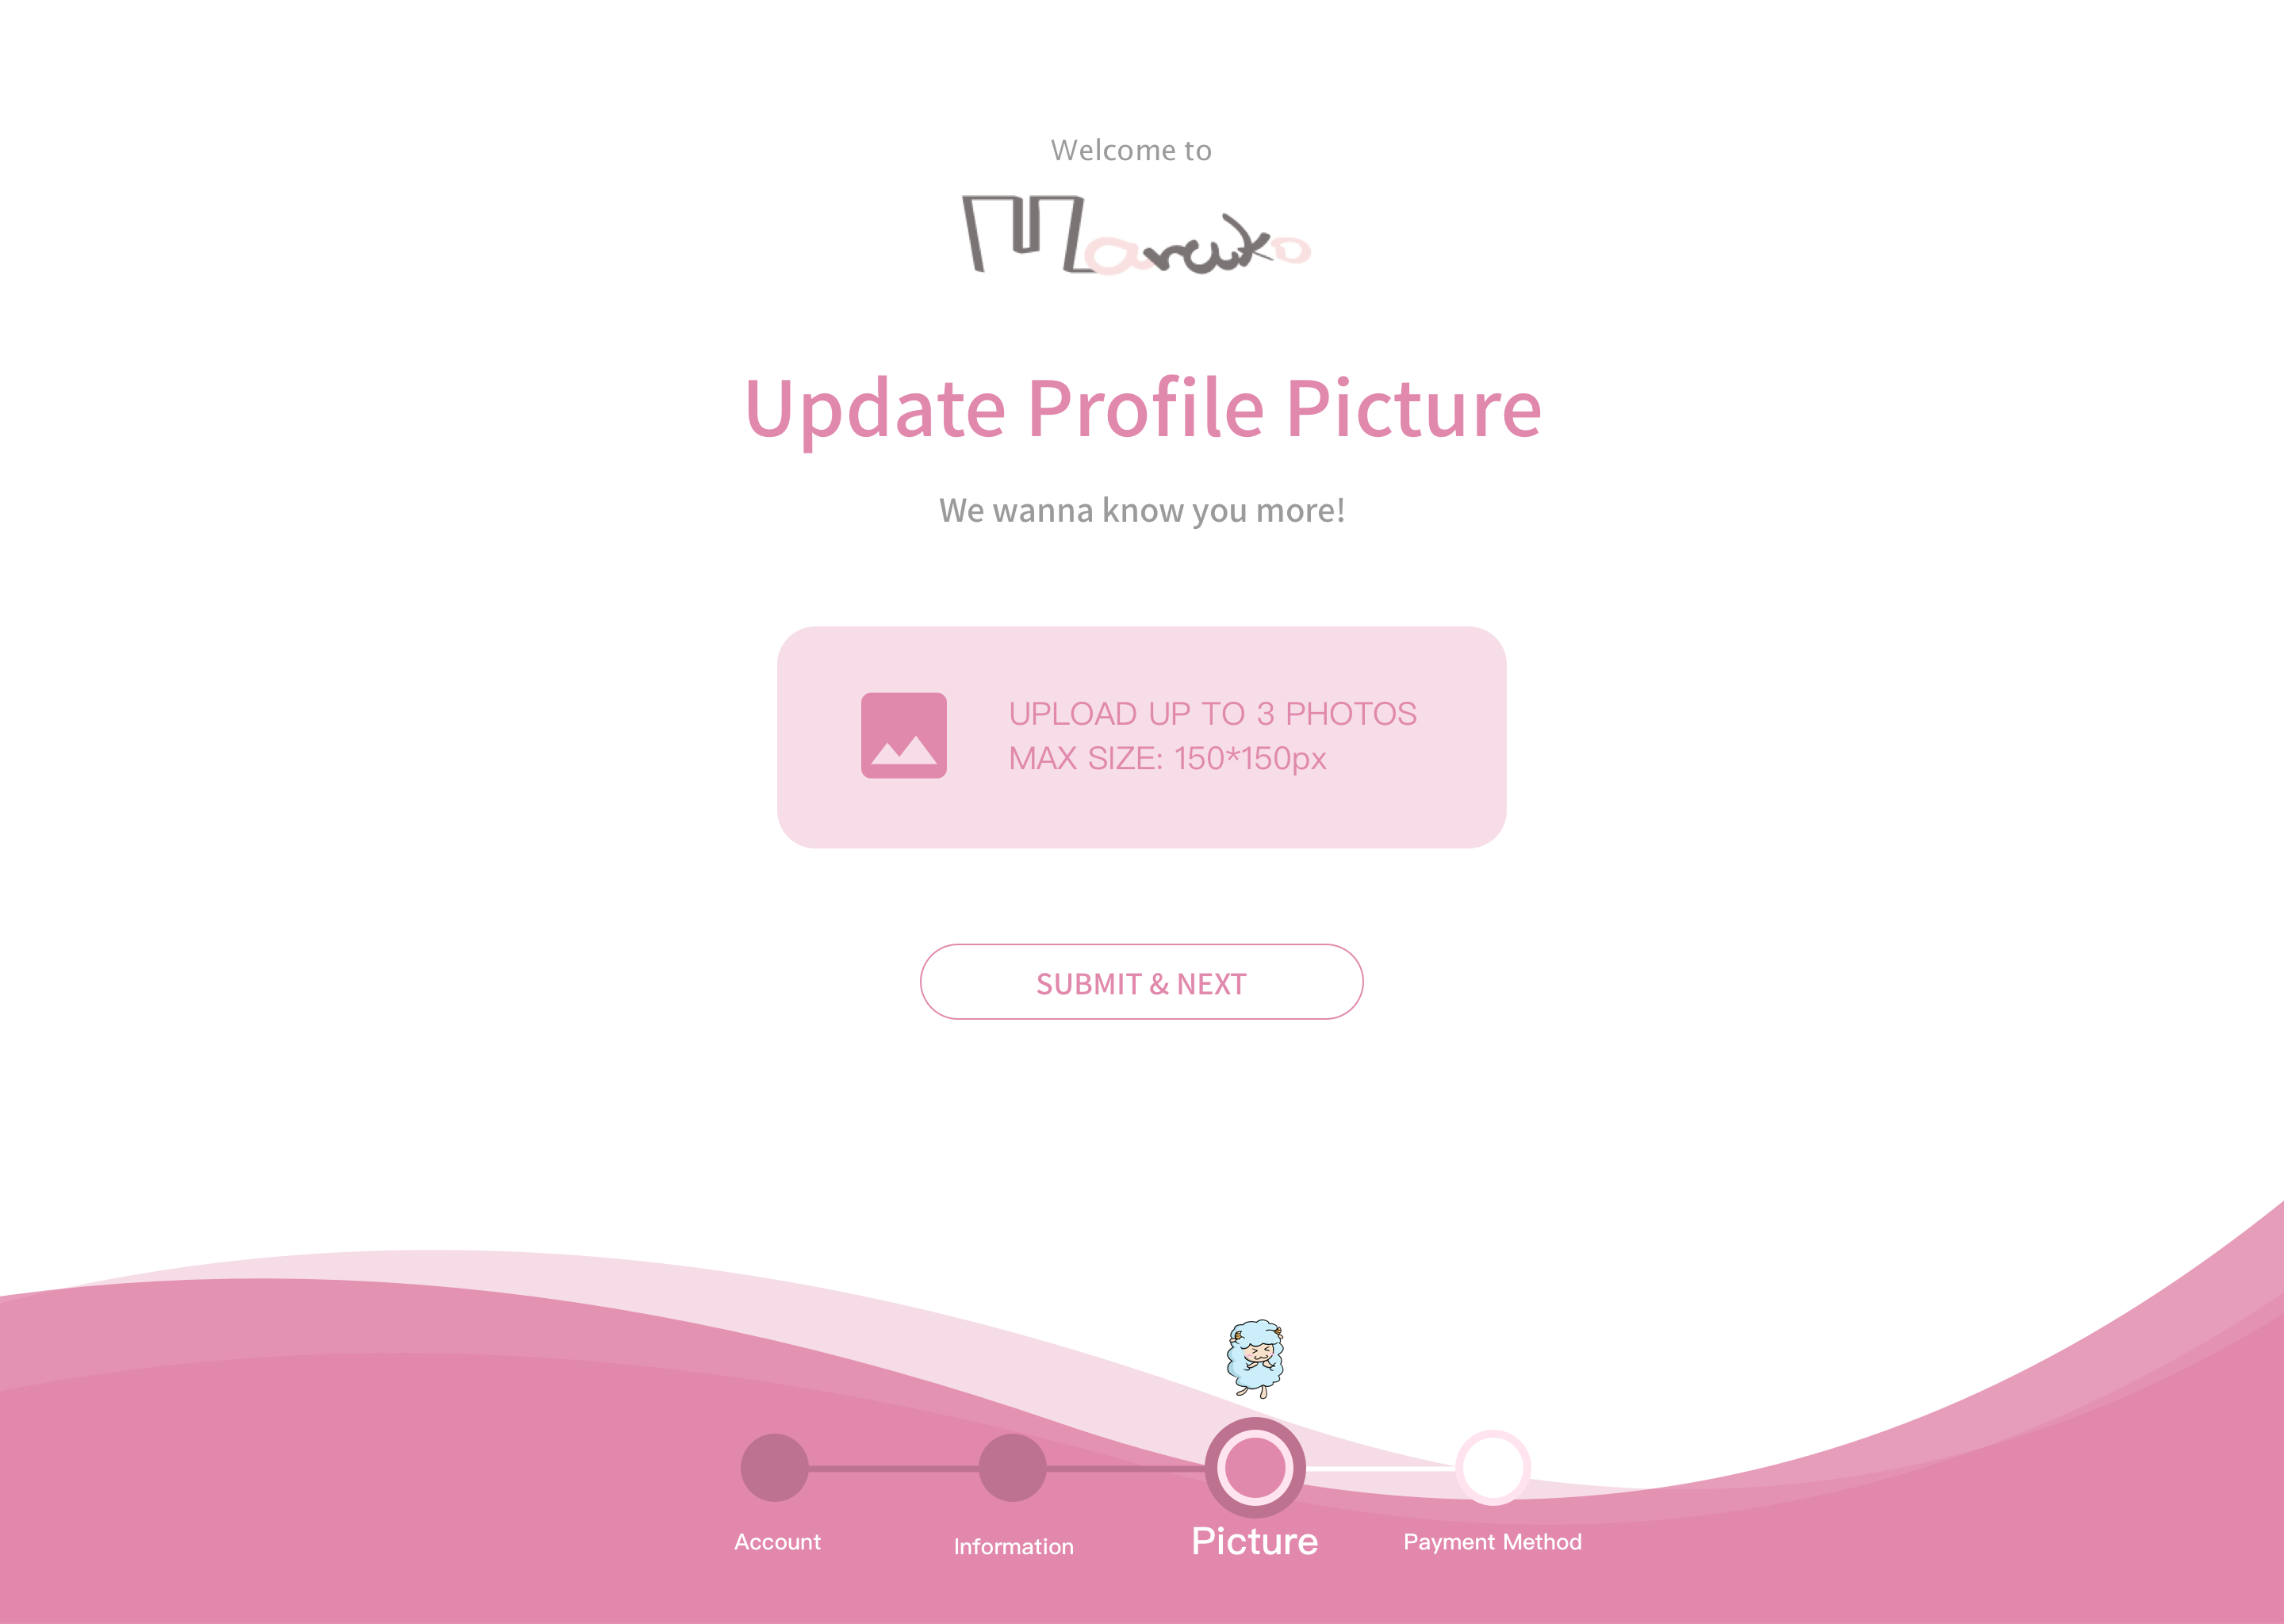 Welcome to
Update Profile Picture
We wanna know you more!
UPLOAD UP TO 3 PHOTOS
MAX SIZE: 150*150px
SUBMIT & NEXT
Account
Information
Picture
Payment Method